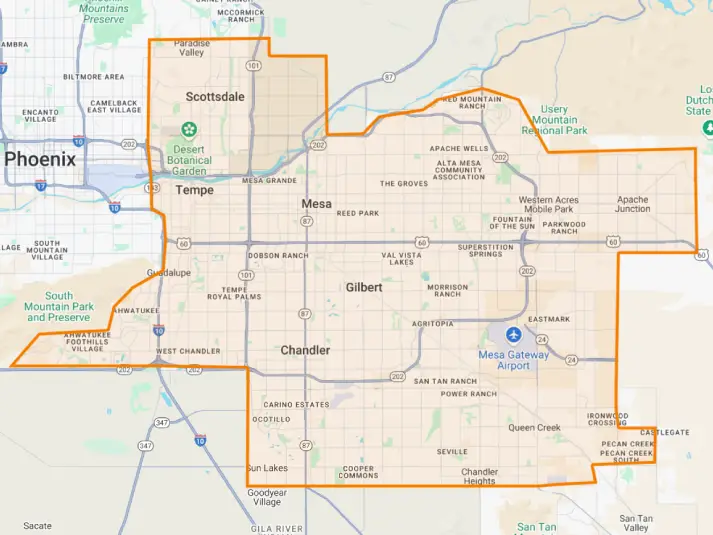 MCCORMICK
RANCH
Mountains
Preserve
Paradise
Valley
BILTMORE AREA
101
87
17
Scottsdale
RED MOUNTAIN
RANCH
Usery
Mountain
Regional Park
Dutch
State
ENCANTO
VILLAGE
CAMELBACK
EAST VILLAGE
10
202
202
Phoenix
Desert
Botanical
Garden
APACHE WELLS
202
ALTA MESA
COMMUNITY
ASSOCIATION
MESA GRANDE
THE GROVES
17
143
Tempe
Mesa
Western Acres
Mobile Park
Apache
Junction
10
REED PARK
87
FOUNTAIN
OF THE SUN
PARKWOOD
RANCH
SOUTH
MOUNTAIN
VILLAGE
60
60
60
60
DOBSON RANCH
VAL VISTA
LAKES
SUPERSTITION
SPRINGS
Guadalupe
101
202
TEMPE
ROYAL PALMS
Gilbert
MORRISON
RANCH
South
Mountain Park
and Preserve
AHWATUKEE
87
AGRITOPIA
EASTMARK
10
AHWATUKEE
FOOTHILLS
VILLAGE
WEST CHANDLER
Chandler
Mesa Gateway
Airport
24
24
202
202
202
SAN TAN RANCH
POWER RANCH
CARINO ESTATES
OCOTILLO
IRONWOOD
CROSSING
CASTLEGATE
347
Queen Creek
10
347
87
SEVILLE
PECAN CREEK
PECAN CREEK
SOUTH
Sun Lakes
COOPER
COMMONS
Chandler
Heights
Goodyear
Village
Sacate
GILA RIVER
San Tan
San Tan
Valley